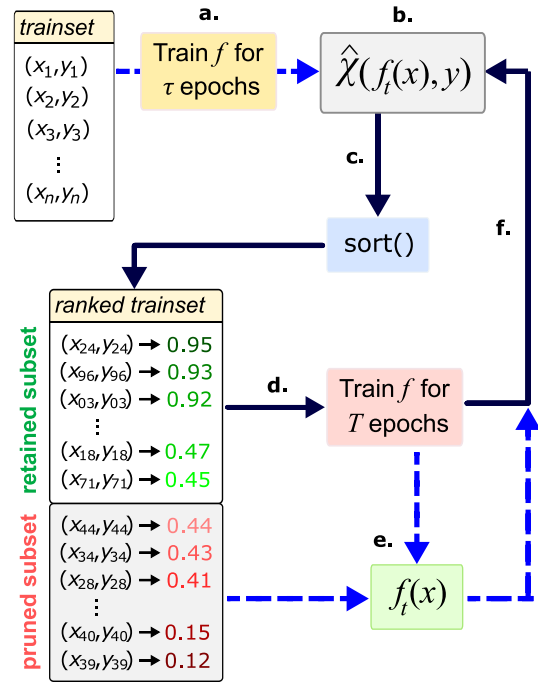 a.
b.
trainset
(x₁,y₁)
(x₂,y₂)
(x₃,y₃)
⋮
(xₙ,yₙ)
Train f for
τ epochs
χ̂(fₜ(x), y)
c.
f.
sort()
ranked trainset
retained subset
(x₂₄,y₂₄)→0.95
(x₉₆,y₉₆)→0.93
(x₀₃,y₀₃)→0.92
⋮
(x₁₈,y₁₈)→0.47
(x₇₁,y₇₁)→0.45
d.
Train f for
T epochs
pruned subset
(x₄₄,y₄₄)→0.44
(x₃₄,y₃₄)→0.43
(x₂₈,y₂₈)→0.41
⋮
(x₄₀,y₄₀)→0.15
(x₃₉,y₃₉)→0.12
e.
fₜ(x)